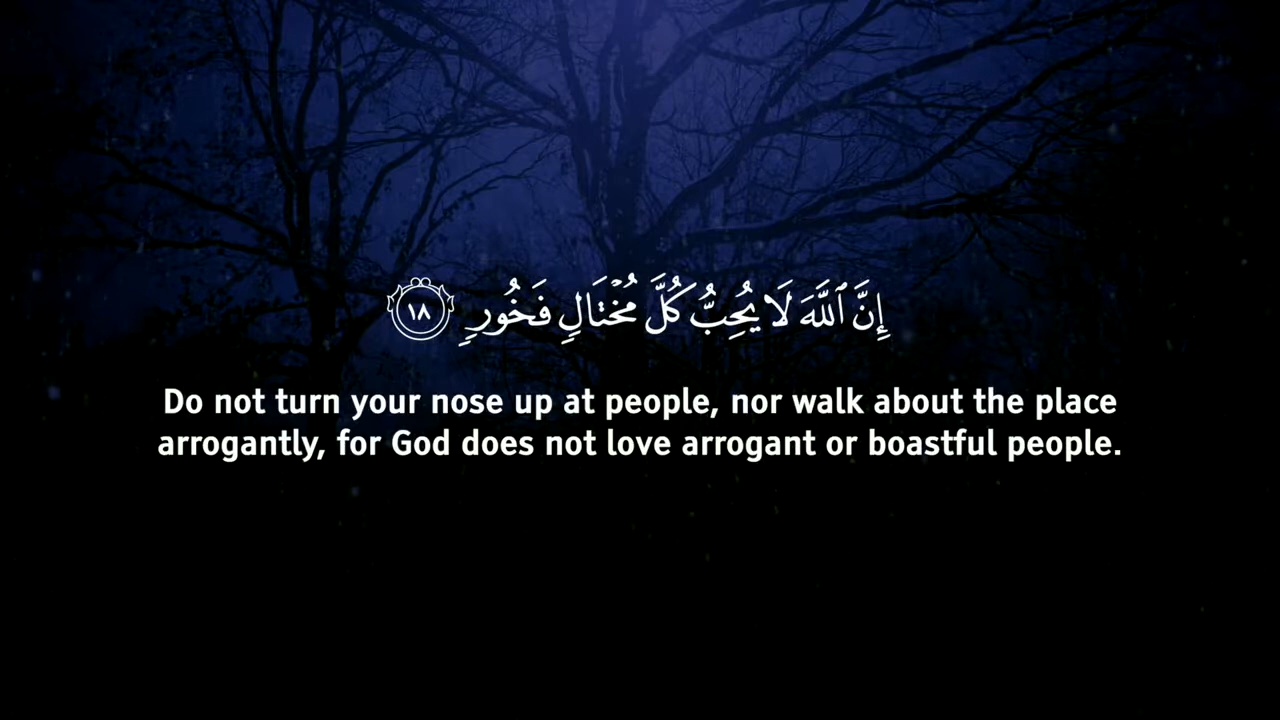 إِنَّ ٱللَّهَ لَا يُحِبُّ كُلَّ مُخْتَالٍ فَخُورٍ ١٨
Do not turn your nose up at people, nor walk about the place
arrogantly, for God does not love arrogant or boastful people.